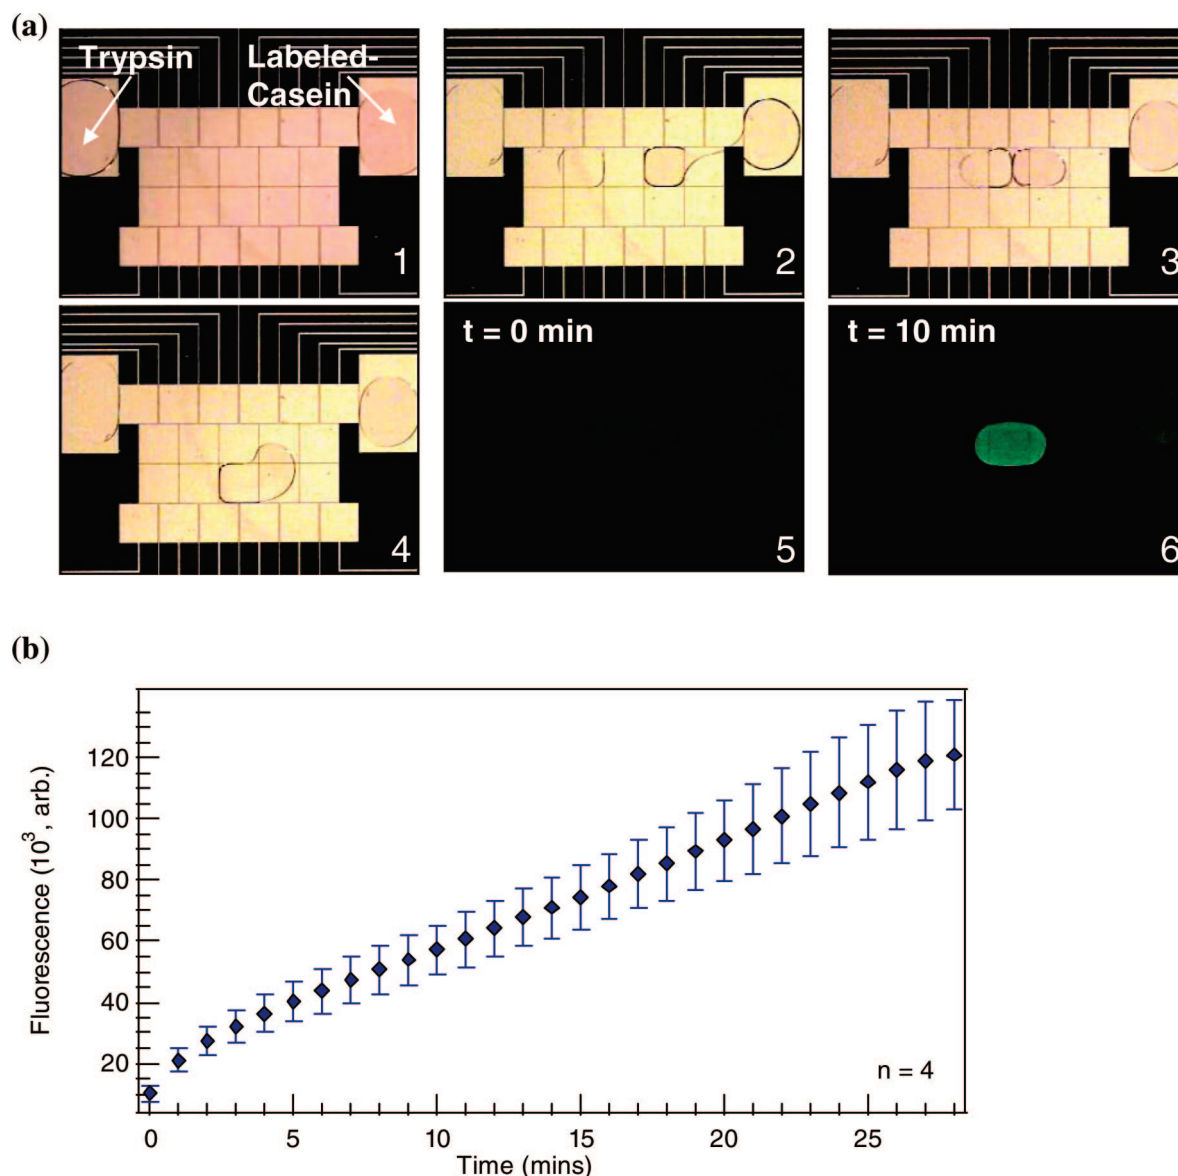 (a)
Trypsin
Labeled-
Casein
1
2
3
4
t = 0 min
5
t = 10 min
6
(b)
Fluorescence (10³, arb.)
120
100
80
60
40
20
n = 4
0 5 10 15 20 25
Time (mins)